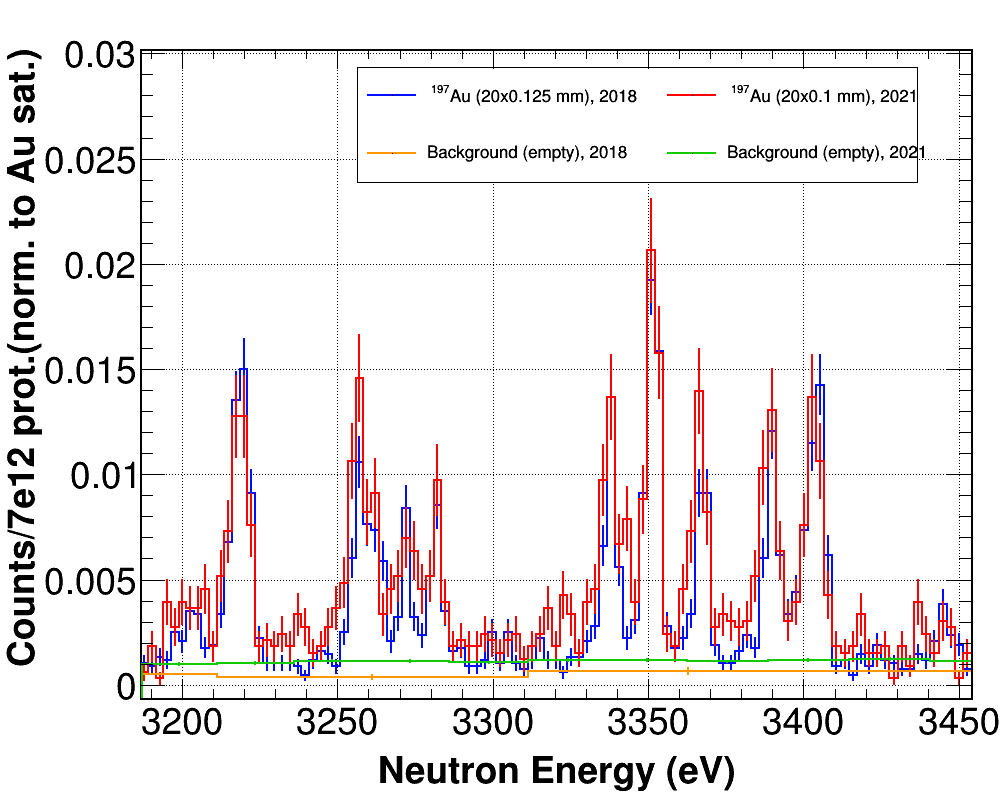 Counts/7e12 prot.(norm. to Au sat.)
0.03
0.025
0.02
0.015
0.01
0.005
0
¹⁹⁷Au (20x0.125 mm), 2018
¹⁹⁷Au (20x0.1 mm), 2021
Background (empty), 2018
Background (empty), 2021
3200 3250 3300 3350 3400 3450
Neutron Energy (eV)